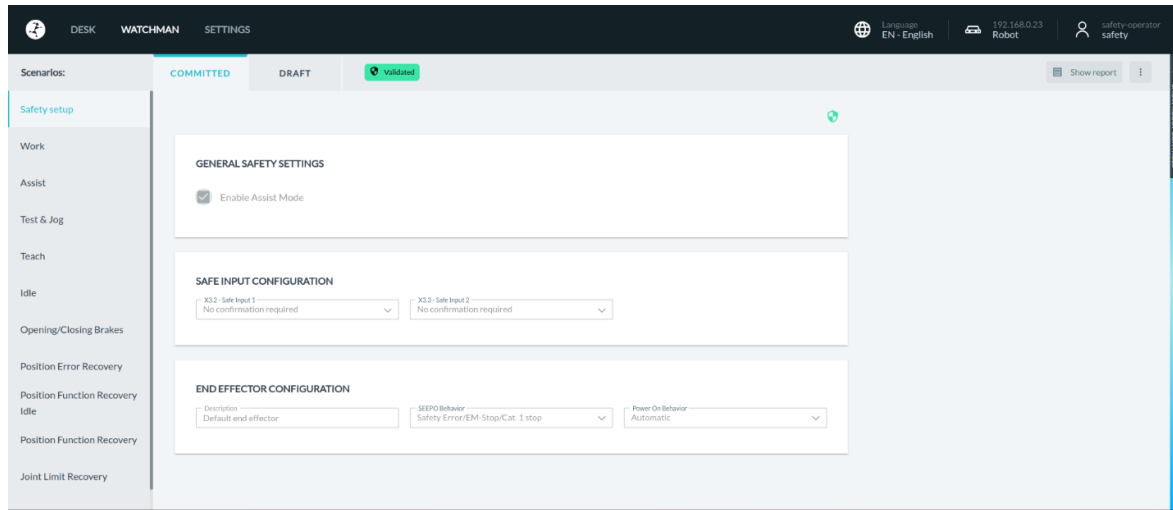 DESK WATCHMAN SETTINGS
Language
EN - English
192.168.0.23
Robot
safety-operator
safety
Scenarios:
COMMITTED DRAFT Validated Show report
Safety setup
Work
Assist
Test & Jog
Teach
Idle
Opening/Closing Brakes
Position Error Recovery
Position Function Recovery
Idle
Position Function Recovery
Joint Limit Recovery
GENERAL SAFETY SETTINGS
Enable Assist Mode
SAFE INPUT CONFIGURATION
X3.2 - Safe Input 1
No confirmation required
X3.3 - Safe Input 2
No confirmation required
END EFFECTOR CONFIGURATION
Description
Default end effector
SEEPO Behavior
Safety Error/EM-Stop/Cat. 1 stop
Power On Behavior
Automatic